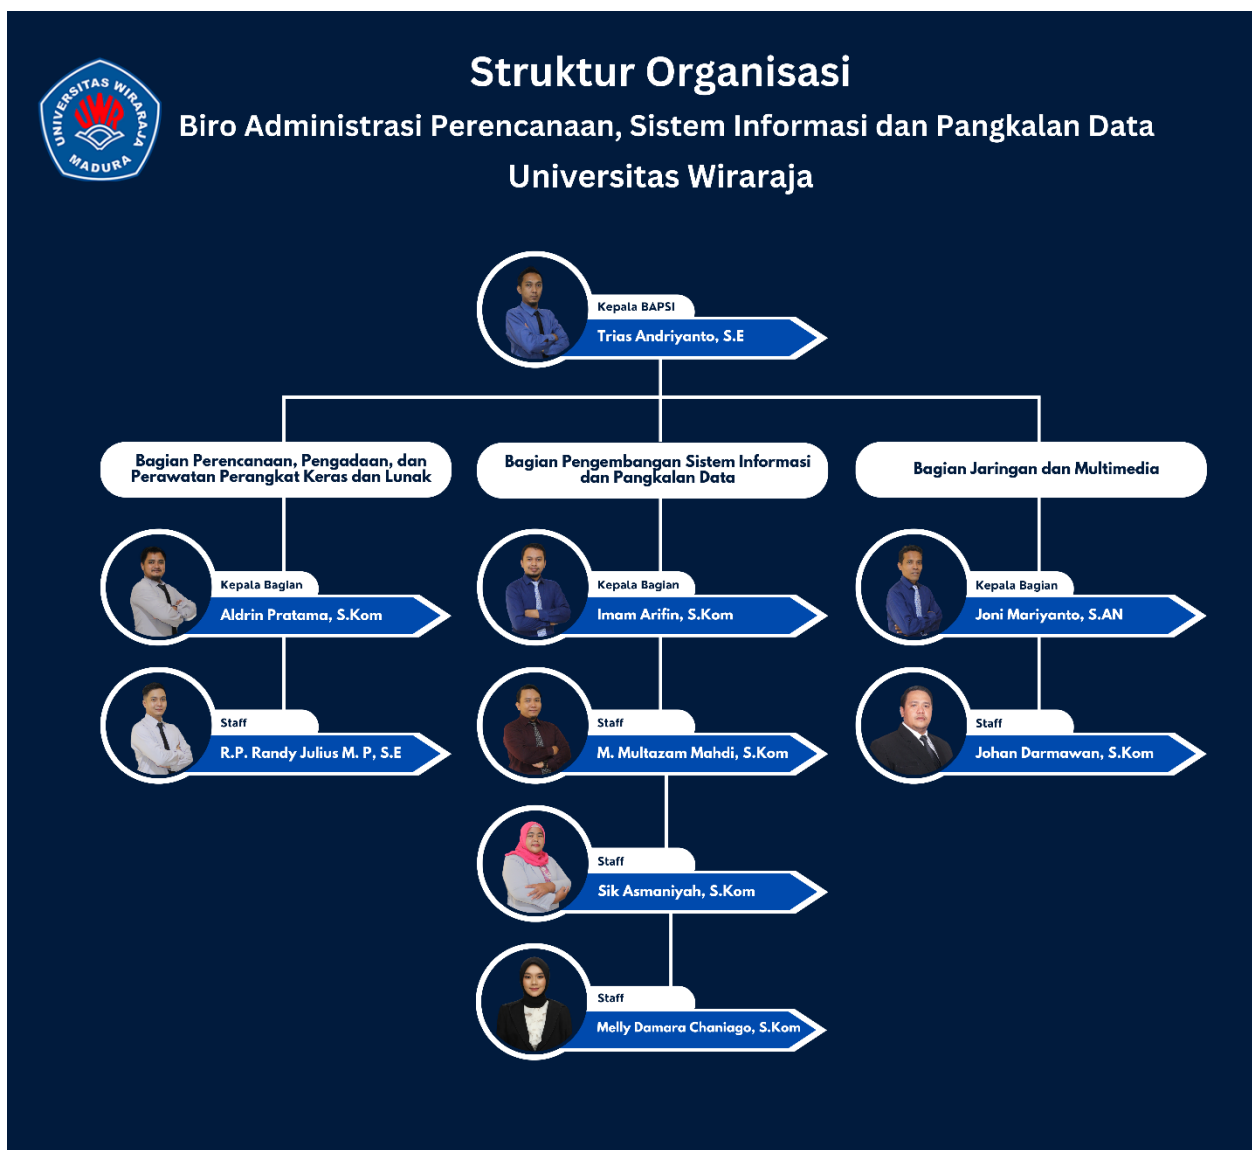 Struktur Organisasi
Biro Administrasi Perencanaan, Sistem Informasi dan Pangkalan Data
Universitas Wiraraja
UNIVERSITAS WIRARAJA
UWR
MADURA
Kepala BAPSI
Trias Andriyanto, S.E
Bagian Perencanaan, Pengadaan, dan
Perawatan Perangkat Keras dan Lunak
Kepala Bagian
Aldrin Pratama, S.Kom
Staff
R.P. Randy Julius M. P, S.E
Bagian Pengembangan Sistem Informasi
dan Pangkalan Data
Kepala Bagian
Imam Arifin, S.Kom
Staff
M. Multazam Mahdi, S.Kom
Staff
Sik Asmaniyah, S.Kom
Staff
Melly Damara Chaniago, S.Kom
Bagian Jaringan dan Multimedia
Kepala Bagian
Joni Mariyanto, S.AN
Staff
Johan Darmawan, S.Kom